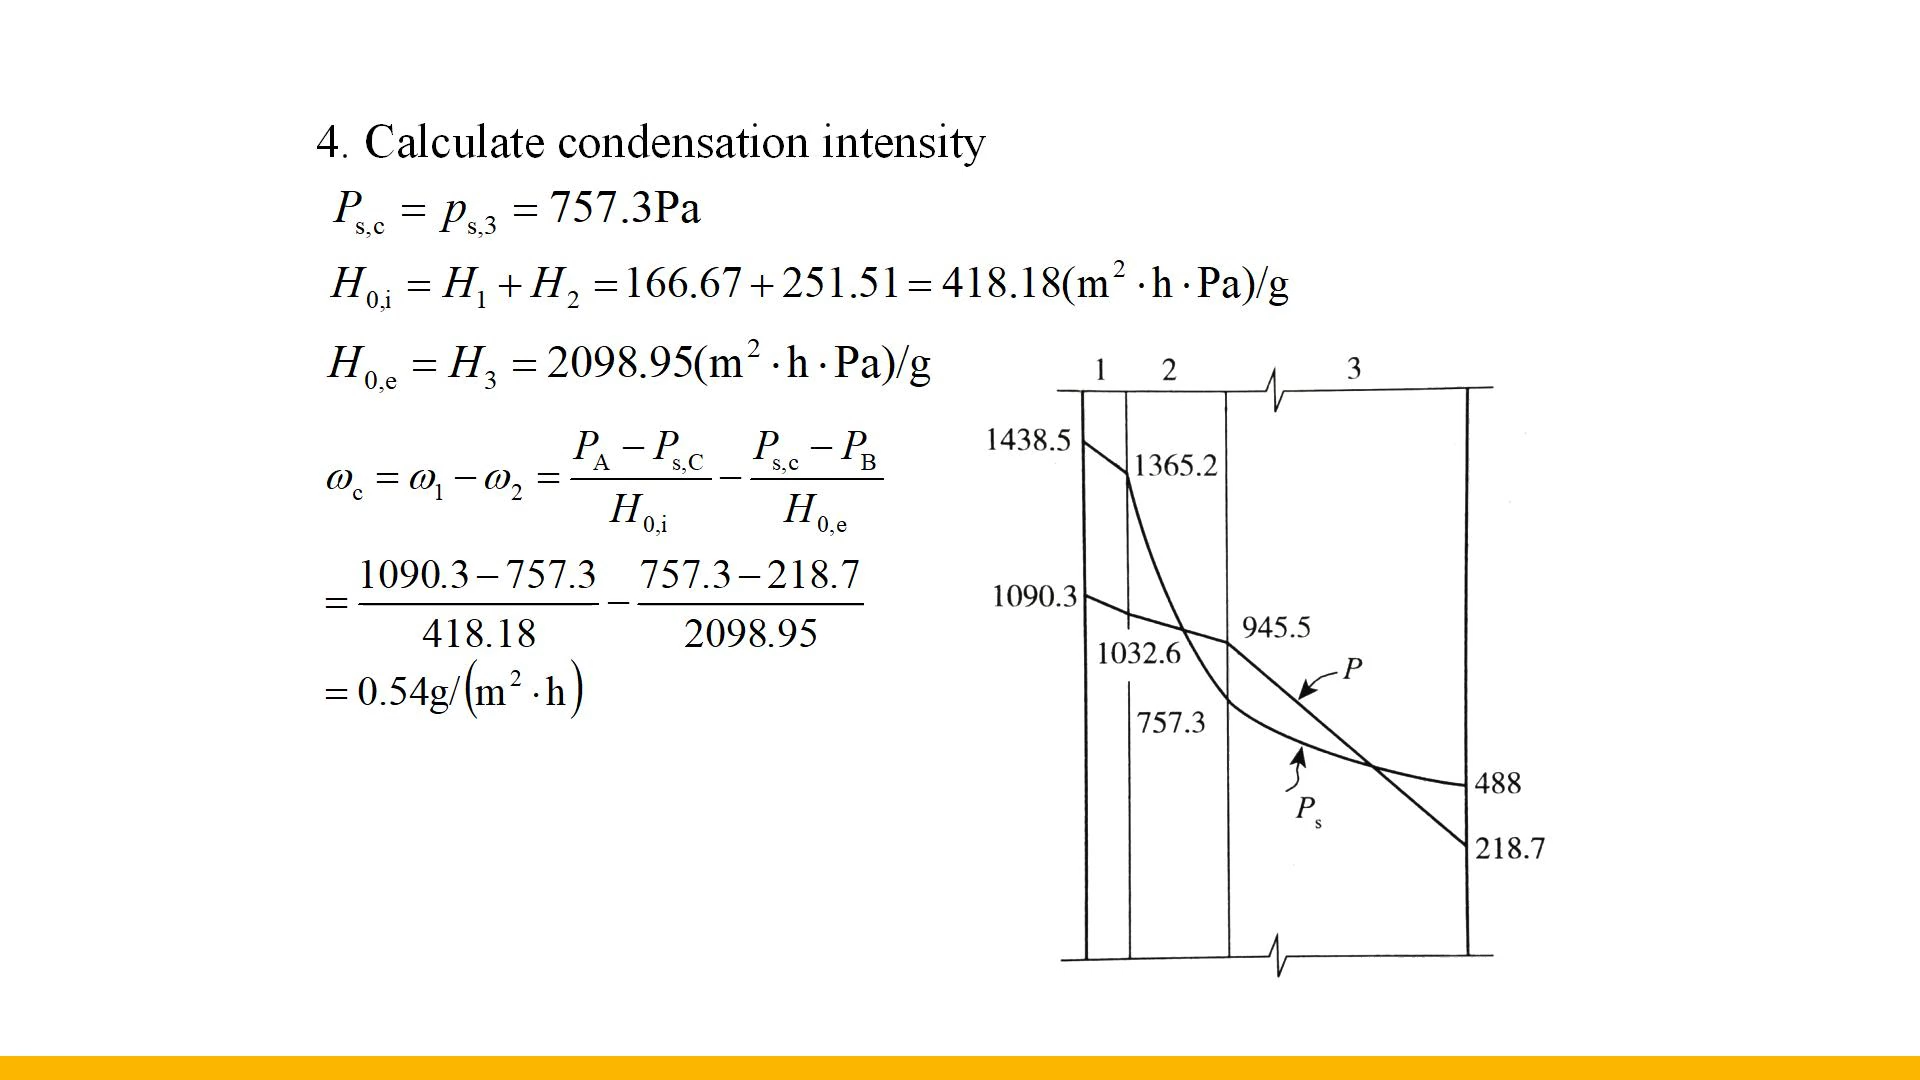 4. Calculate condensation intensity
P_s,c = p_s,3 = 757.3Pa
H_0,i = H_1 + H_2 = 166.67 + 251.51 = 418.18(m² · h · Pa)/g
H_0,e = H_3 = 2098.95(m² · h · Pa)/g
ω_c = ω_1 − ω_2 = (P_A − P_s,C)/H_0,i − (P_s,c − P_B)/H_0,e
= (1090.3 − 757.3)/418.18 − (757.3 − 218.7)/2098.95
= 0.54g/(m² · h)
1 2 3
1438.5
1365.2
1090.3
945.5
1032.6
P
757.3
488
P_s
218.7